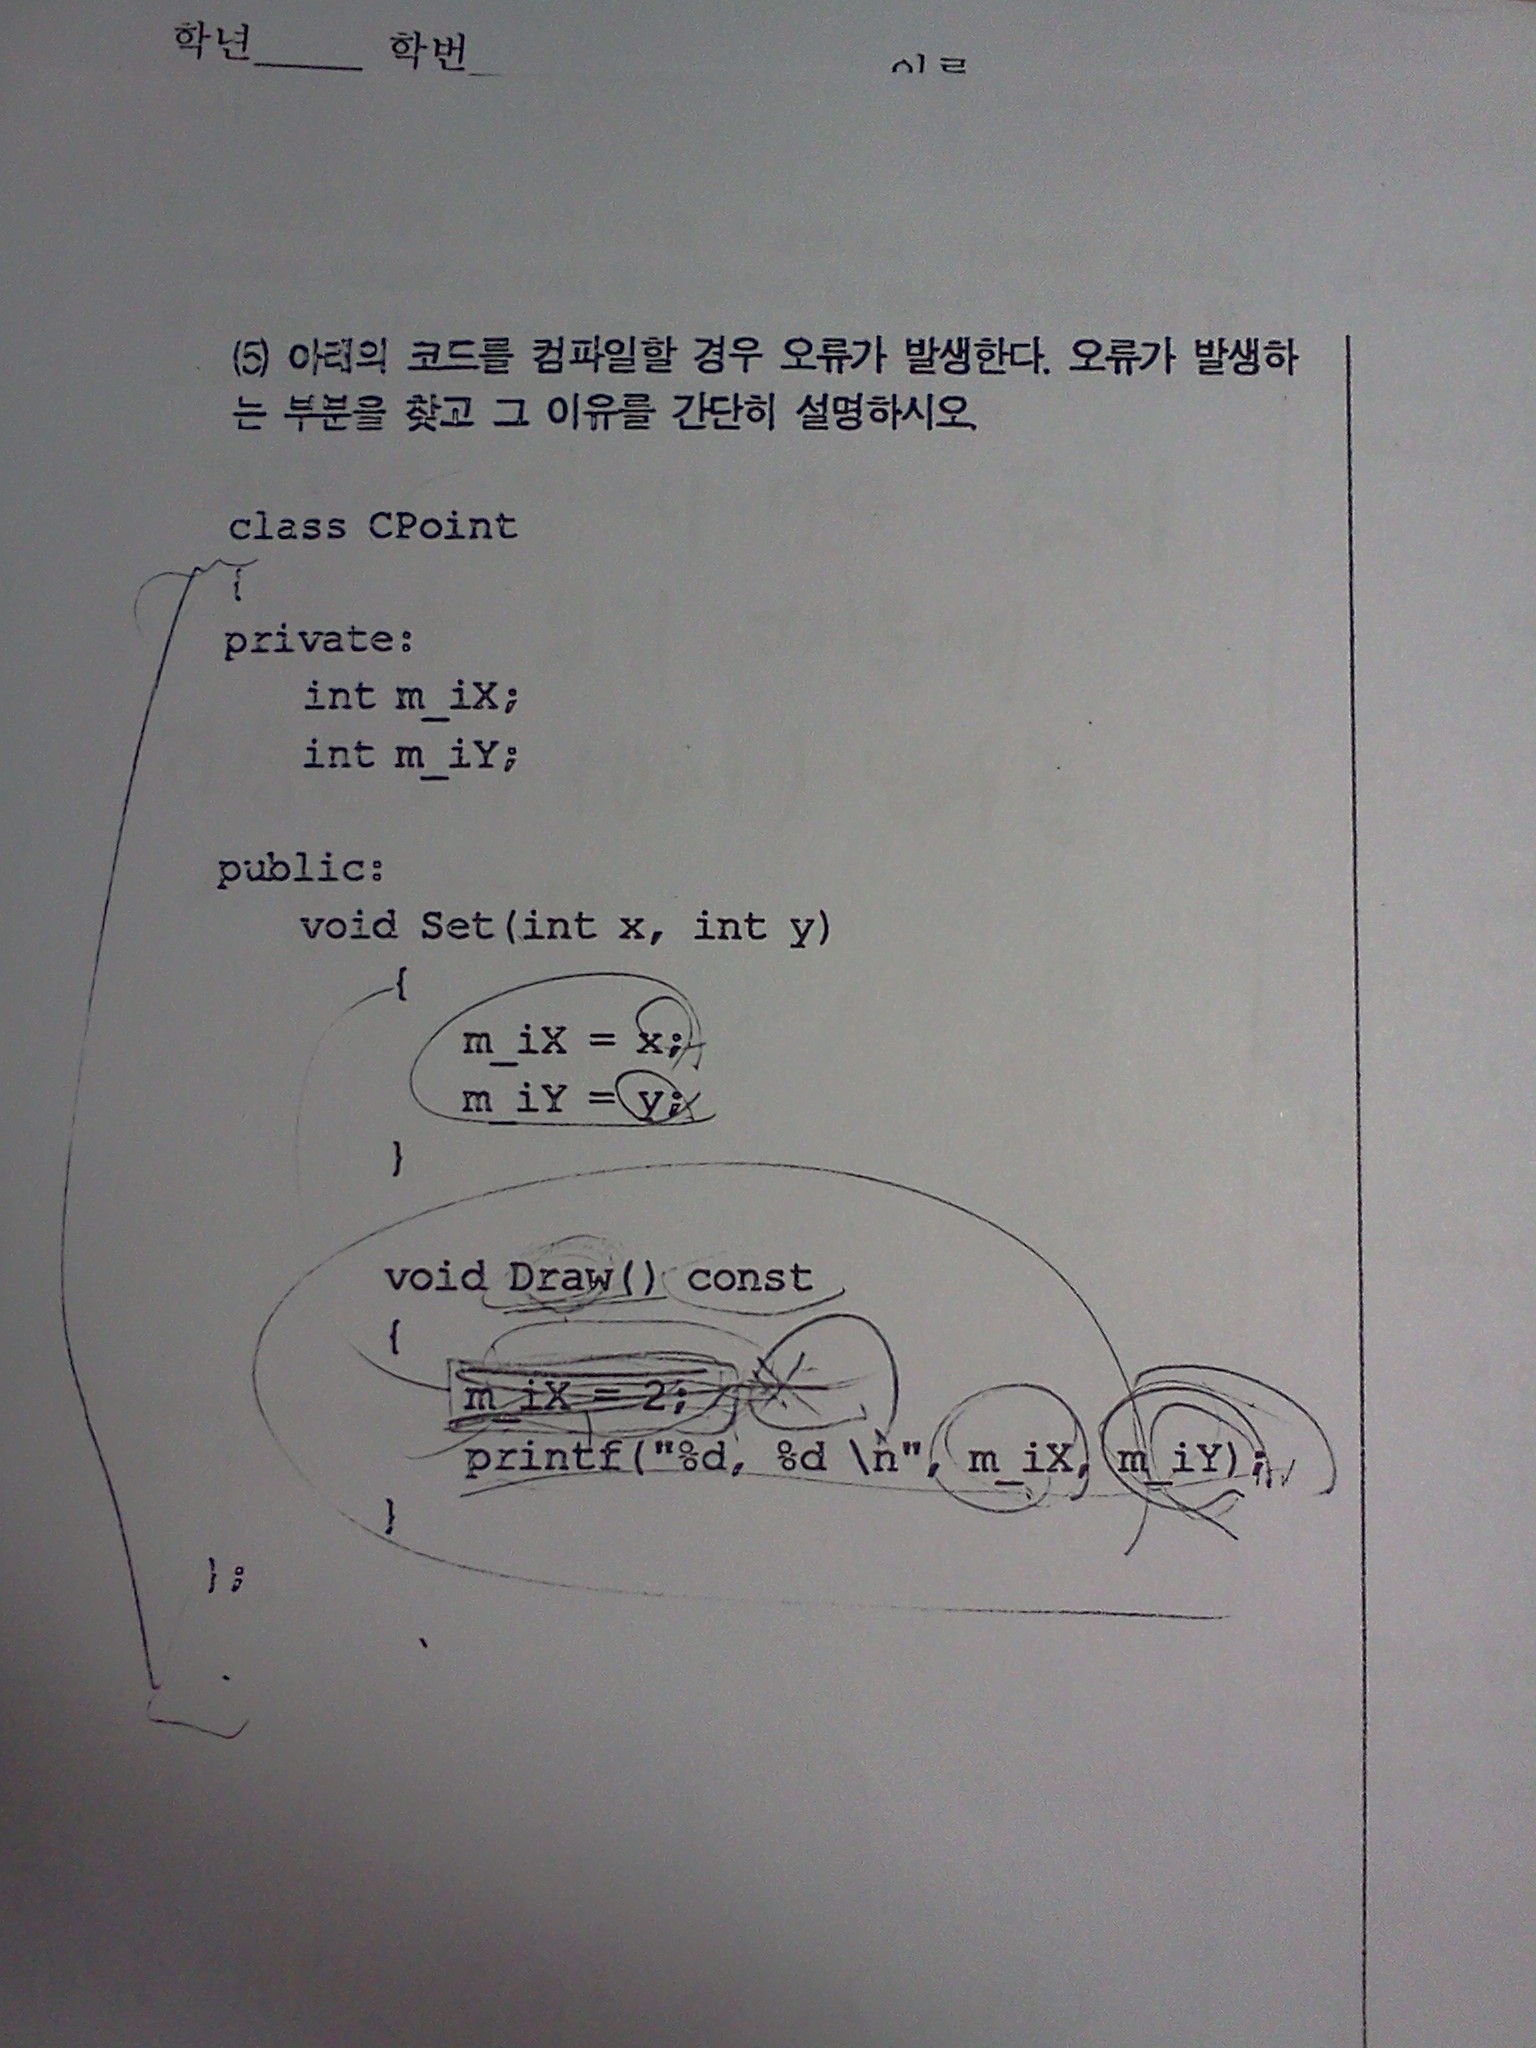 학년_____ 학번_
(5) 아래의 코드를 컴파일할 경우 오류가 발생한다. 오류가 발생하
는 부분을 찾고 그 이유를 간단히 설명하시오.
class CPoint
{
private:
int m_iX;
int m_iY;
public:
void Set(int x, int y)
{
m_iX = x;
m_iY = y;
}
void Draw() const
{
m_iX = 2;
printf("%d, %d \n", m_iX, m_iY);
}
};